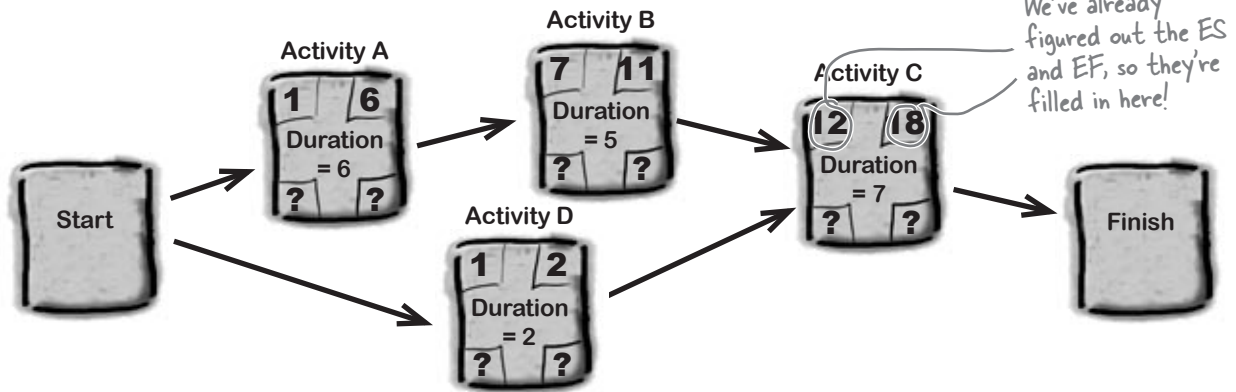 We've already
figured out the ES
and EF, so they're
filled in here!
Start
Activity A
1 6
Duration
= 6
? ?
Activity B
7 11
Duration
= 5
? ?
Activity D
1 2
Duration
= 2
? ?
Activity C
12 18
Duration
= 7
? ?
Finish